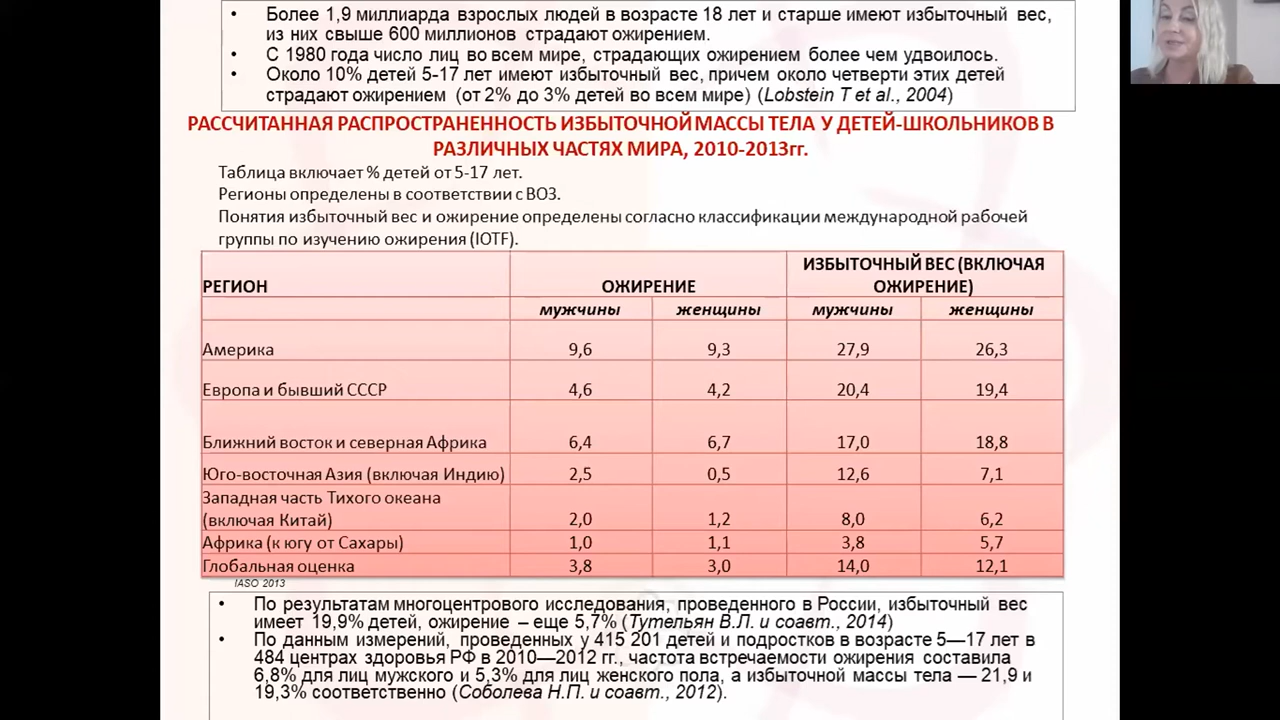 • Более 1,9 миллиарда взрослых людей в возрасте 18 лет и старше имеют избыточный вес,
из них свыше 600 миллионов страдают ожирением.
• С 1980 года число лиц во всем мире, страдающих ожирением более чем удвоилось.
• Около 10% детей 5-17 лет имеют избыточный вес, причем около четверти этих детей
страдают ожирением (от 2% до 3% детей во всем мире) (Lobstein T et al., 2004)
РАССЧИТАННАЯ РАСПРОСТРАНЕННОСТЬ ИЗБЫТОЧНОЙ МАССЫ ТЕЛА У ДЕТЕЙ-ШКОЛЬНИКОВ В
РАЗЛИЧНЫХ ЧАСТЯХ МИРА, 2010-2013гг.
Таблица включает % детей от 5-17 лет.
Регионы определены в соответствии с ВОЗ.
Понятия избыточный вес и ожирение определены согласно классификации международной рабочей
группы по изучению ожирения (IOTF).
РЕГИОН ОЖИРЕНИЕ ИЗБЫТОЧНЫЙ ВЕС (ВКЛЮЧАЯ
ОЖИРЕНИЕ)
мужчины женщины мужчины женщины
Америка 9,6 9,3 27,9 26,3
Европа и бывший СССР 4,6 4,2 20,4 19,4
Ближний восток и северная Африка 6,4 6,7 17,0 18,8
Юго-восточная Азия (включая Индию) 2,5 0,5 12,6 7,1
Западная часть Тихого океана
(включая Китай) 2,0 1,2 8,0 6,2
Африка (к югу от Сахары) 1,0 1,1 3,8 5,7
Глобальная оценка 3,8 3,0 14,0 12,1
IASO 2013
• По результатам многоцентрового исследования, проведенного в России, избыточный вес
имеет 19,9% детей, ожирение – еще 5,7% (Тутельян В.Л. и соавт., 2014)
• По данным измерений, проведенных у 415 201 детей и подростков в возрасте 5—17 лет в
484 центрах здоровья РФ в 2010—2012 гг., частота встречаемости ожирения составила
6,8% для лиц мужского и 5,3% для лиц женского пола, а избыточной массы тела — 21,9 и
19,3% соответственно (Соболева Н.П. и соавт., 2012).